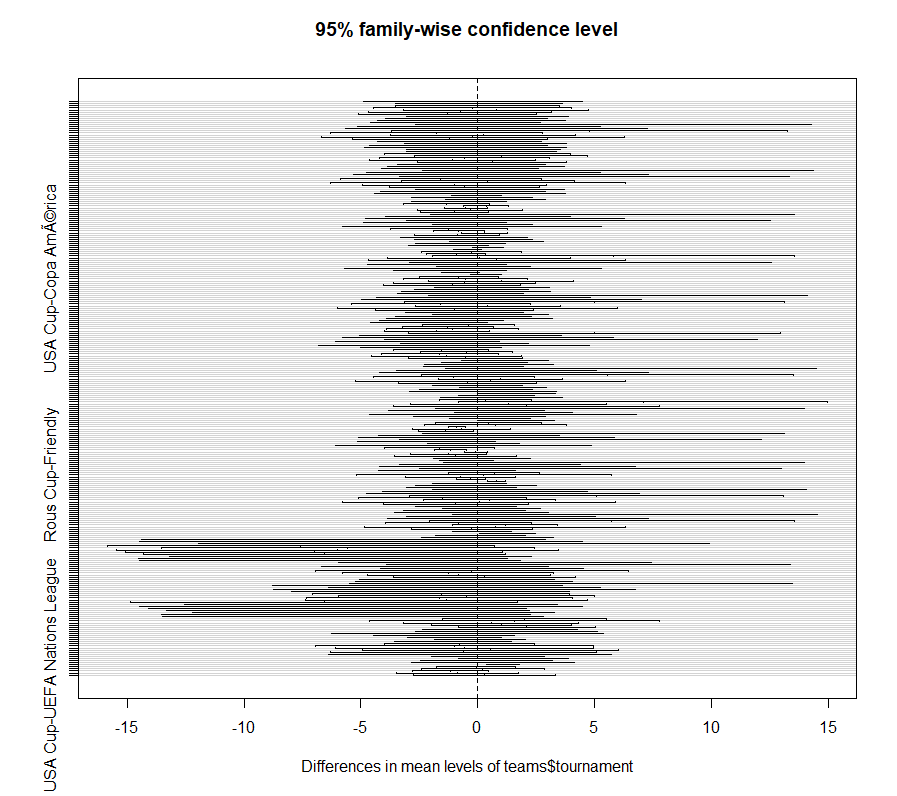 95% family-wise confidence level
USA Cup-Copa AmÃ©rica
Rous Cup-Friendly
USA Cup-UEFA Nations League
-15 -10 -5 0 5 10 15
Differences in mean levels of teams$tournament